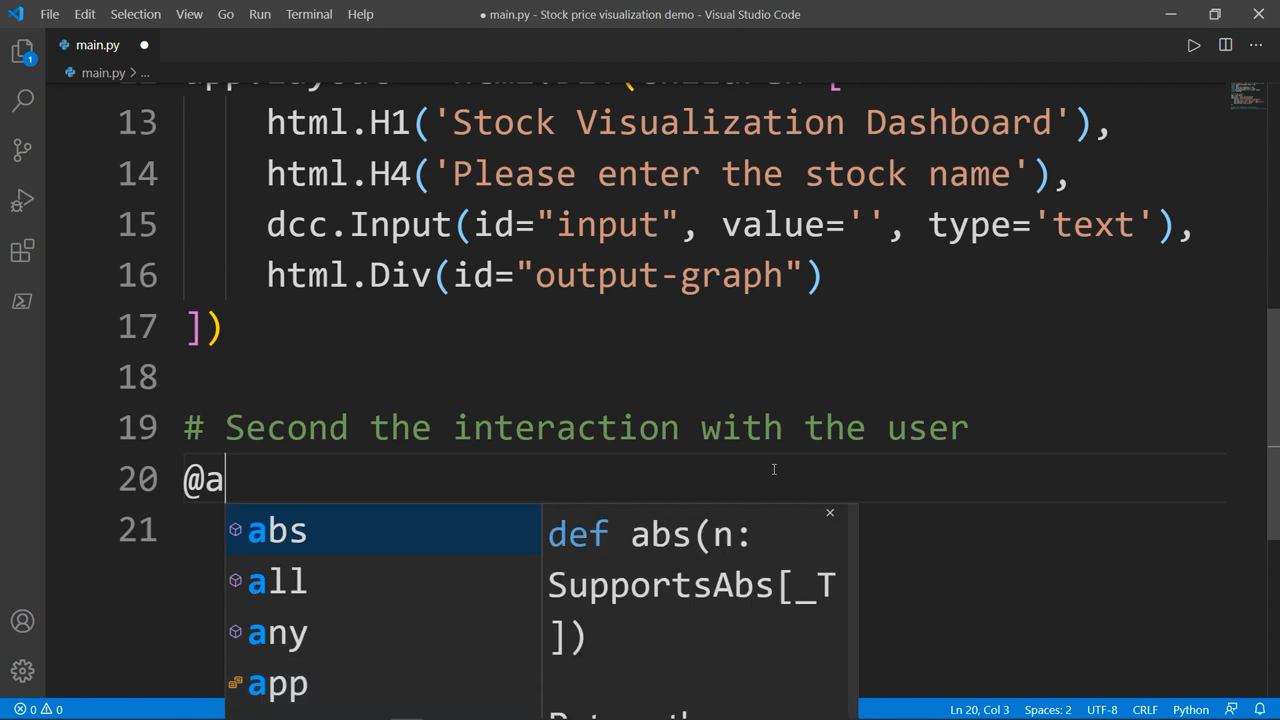 File Edit Selection View Go Run Terminal Help ● main.py - Stock price visualization demo - Visual Studio Code
main.py ●
1
main.py > ...
13 html.H1('Stock Visualization Dashboard'),
14 html.H4('Please enter the stock name'),
15 dcc.Input(id="input", value='', type='text'),
16 html.Div(id="output-graph")
17 ])
18
19 # Second the interaction with the user
20 @a
21
abs
all
any
app
def abs(n:
SupportsAbs[_T
])
0 0 Ln 20, Col 3 Spaces: 2 UTF-8 CRLF Python